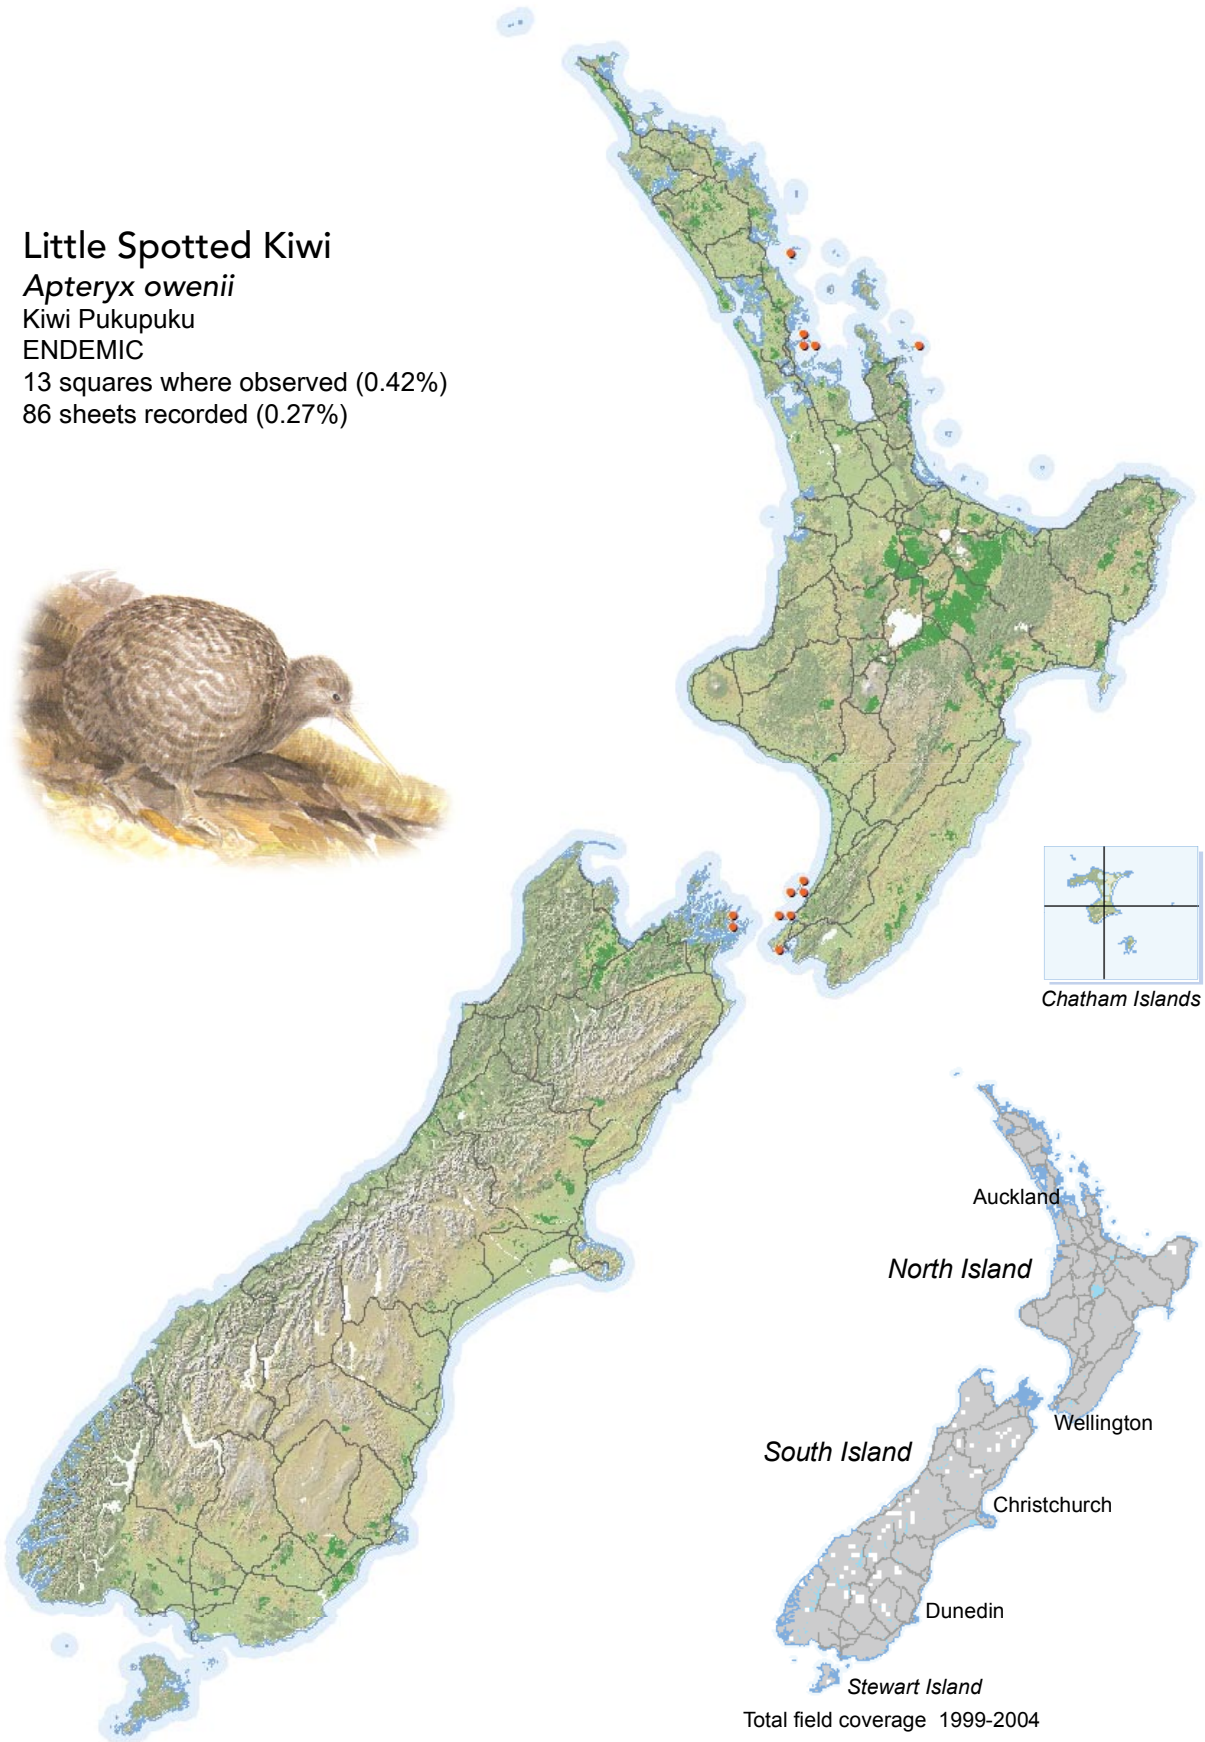 Little Spotted Kiwi
Apteryx owenii
Kiwi Pukupuku
ENDEMIC
13 squares where observed (0.42%)
86 sheets recorded (0.27%)
Chatham Islands
Auckland
North Island
Wellington
South Island
Christchurch
Dunedin
Stewart Island
Total field coverage 1999-2004